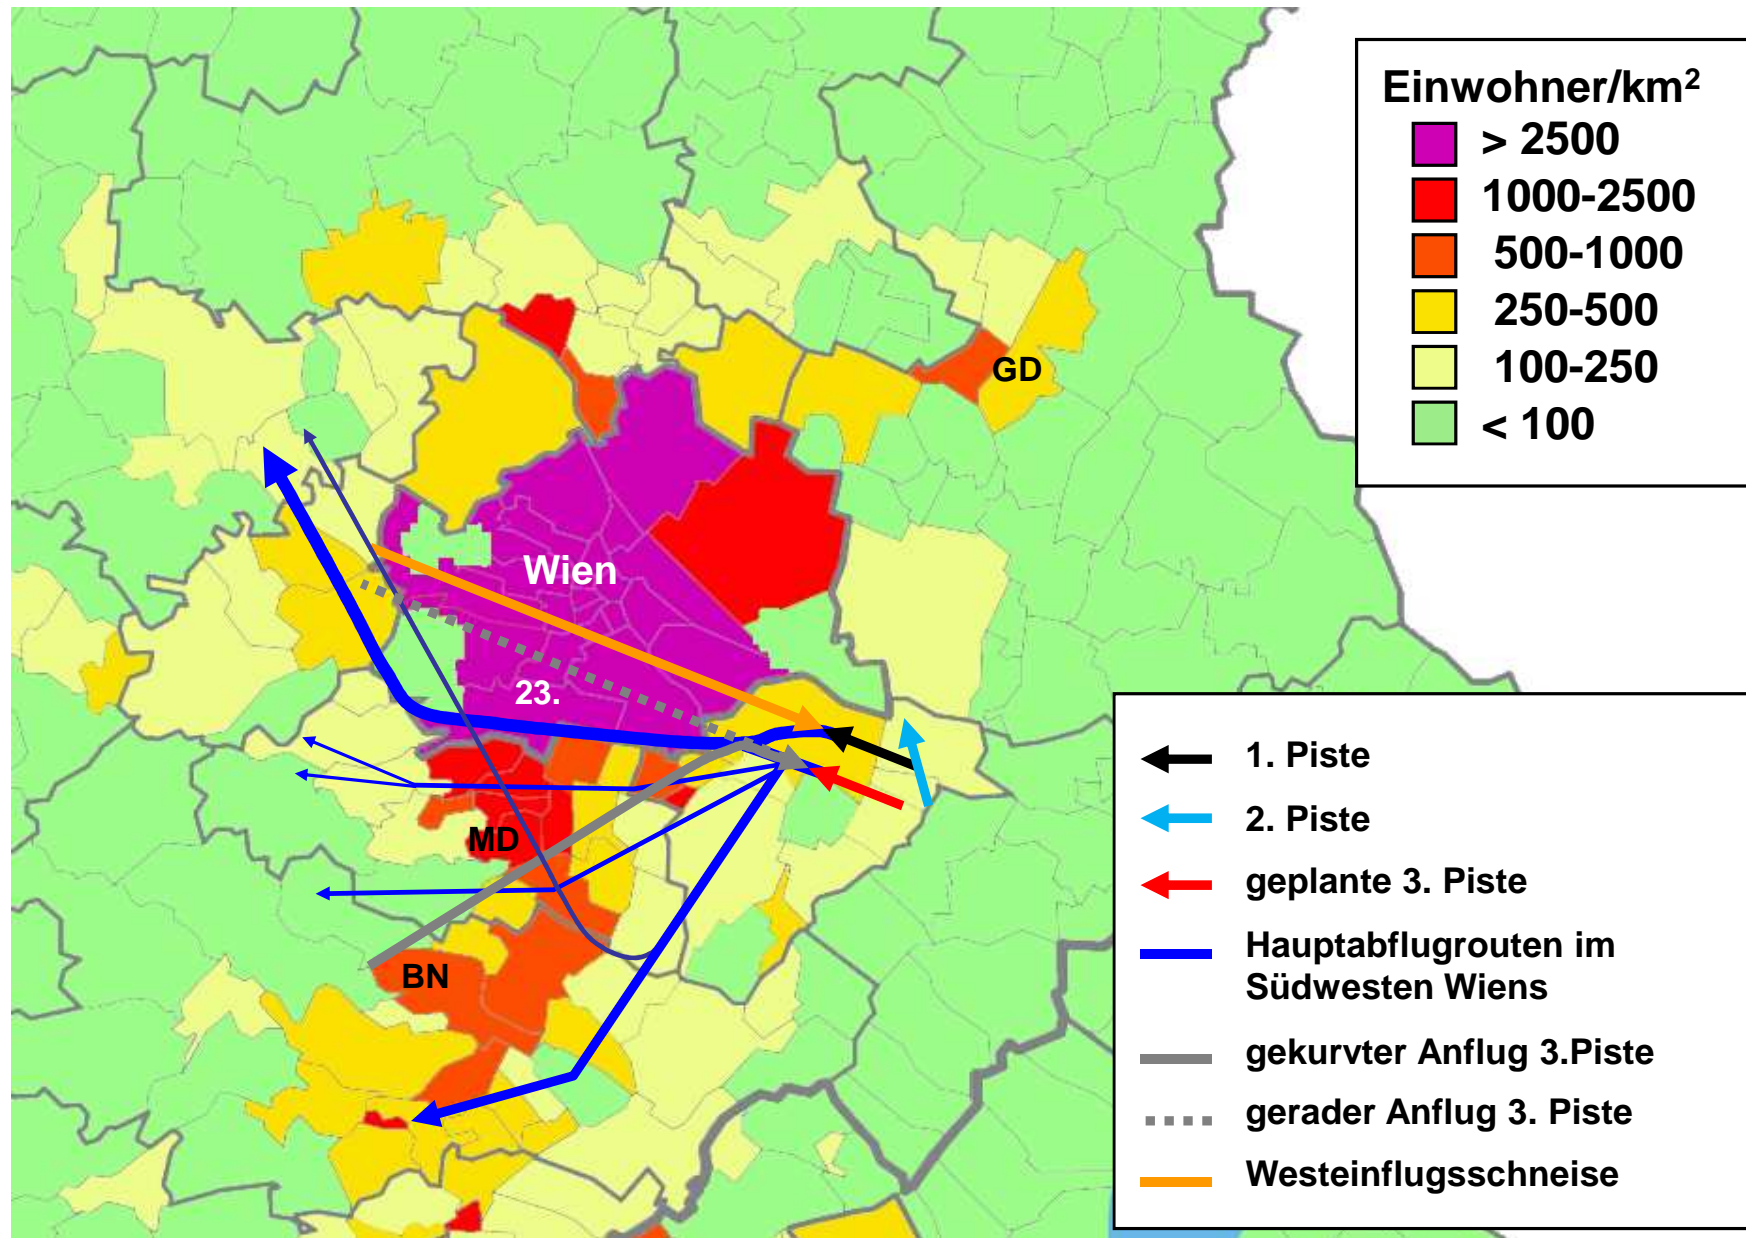 Einwohner/km²
> 2500
1000-2500
500-1000
250-500
100-250
< 100
GD
Wien
23.
MD
BN
1. Piste
2. Piste
geplante 3. Piste
Hauptabflugrouten im
Südwesten Wiens
gekurvter Anflug 3.Piste
gerader Anflug 3. Piste
Westeinflugsschneise